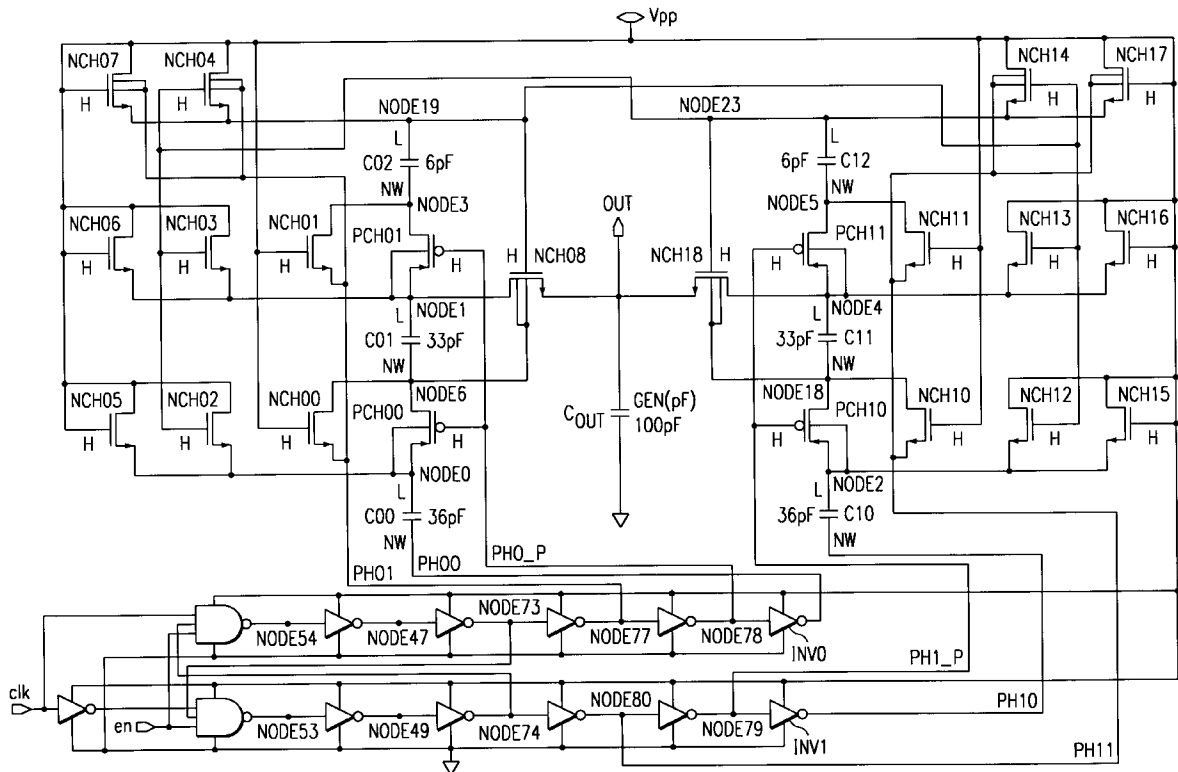 Vpp
NCH07 NCH04 NCH14 NCH17
H H H H
NODE19 NODE23
L L
C02 6pF 6pF C12
NW NW
NODE3 OUT NODE5
NCH06 NCH03 NCH01 PCH01 PCH11 NCH11 NCH13 NCH16
H H H H H NCH08 NCH18 H H H H H
NODE1 NODE4
L L
C01 33pF 33pF C11
NW NW
NCH05 NCH02 NCH00 NODE6 NODE18 NCH10 NCH12 NCH15
PCH00 COUT GEN(pF) PCH10
100pF
H H H H H H H H
NODE0 NODE2
L L
C00 36pF 36pF C10
NW NW
PH01 PH00 PH0_P
NODE73
NODE54 NODE47 NODE77 NODE78 INV0
PH1_P
clk NODE80 PH10
en NODE53 NODE49 NODE74 NODE79 INV1
PH11